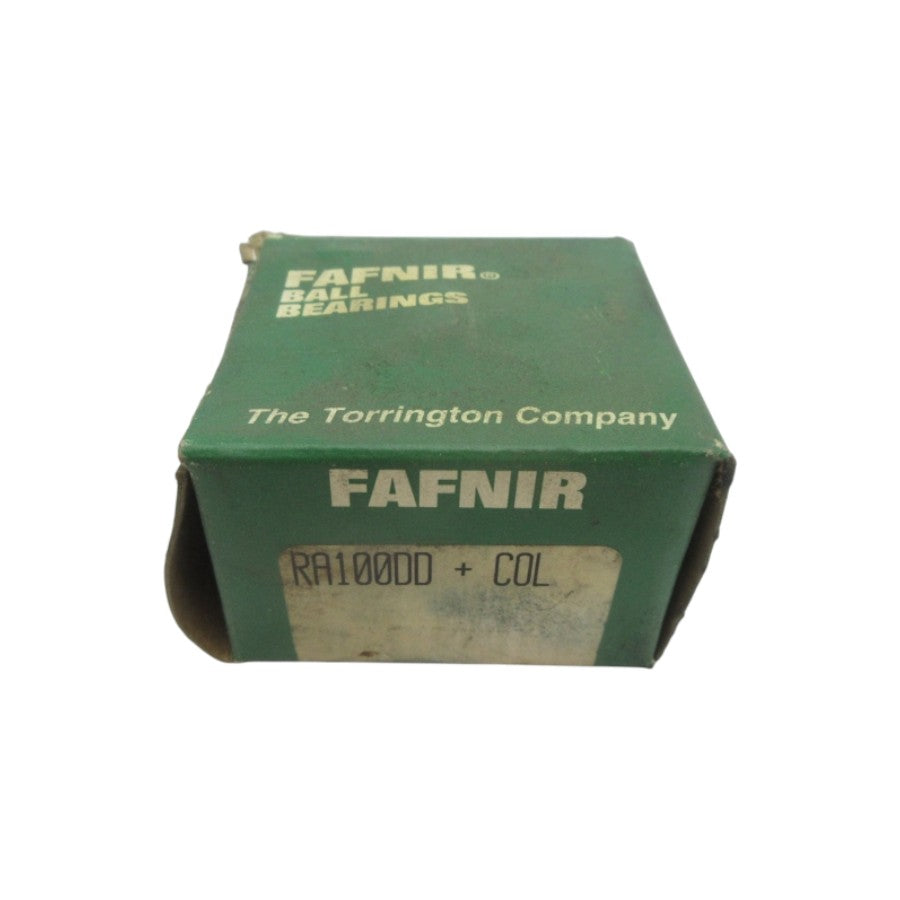 FAFNIR®
BALL
BEARINGS
The Torrington Company
FAFNIR
RA100DD + COL